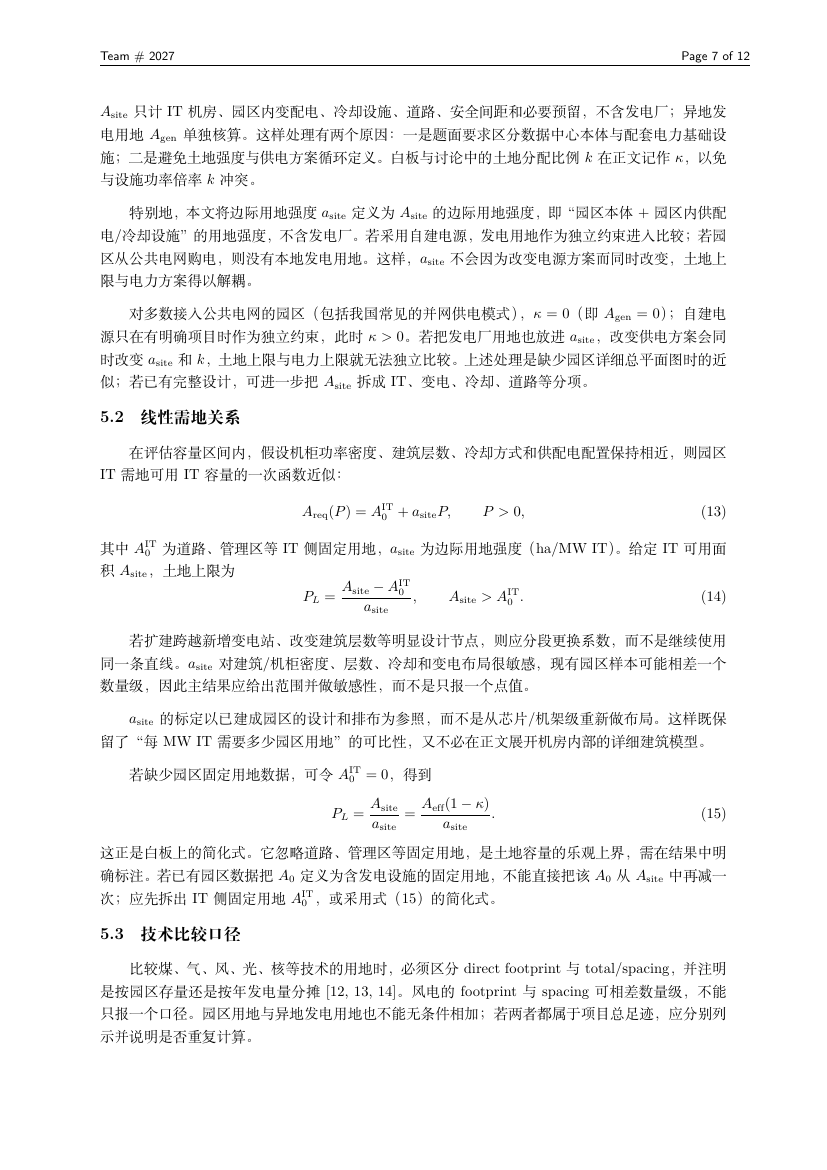 Team # 2027 Page 7 of 12
A_site 只计 IT 机房、园区内变配电、冷却设施、道路、安全间距和必要预留，不含发电厂；异地发
电用地 A_gen 单独核算。这样处理有两个原因：一是题面要求区分数据中心本体与配套电力基础设
施；二是避免土地强度与供电方案循环定义。白板与讨论中的土地分配比例 k 在正文记作 κ，以免
与设施功率倍率 k 冲突。
特别地，本文将边际用地强度 a_site 定义为 A_site 的边际用地强度，即 “园区本体 + 园区内供配
电/冷却设施” 的用地强度，不含发电厂。若采用自建电源，发电用地作为独立约束进入比较；若园
区从公共电网购电，则没有本地发电用地。这样，a_site 不会因为改变电源方案而同时改变，土地上
限与电力方案得以解耦。
对多数接入公共电网的园区（包括我国常见的并网供电模式），κ = 0（即 A_gen = 0）；自建电
源只在有明确项目时作为独立约束，此时 κ > 0。若把发电厂用地也放进 a_site，改变供电方案会同
时改变 a_site 和 k，土地上限与电力上限就无法独立比较。上述处理是缺少园区详细总平面图时的近
似；若已有完整设计，可进一步把 A_site 拆成 IT、变电、冷却、道路等分项。
5.2 线性需地关系
在评估容量区间内，假设机柜功率密度、建筑层数、冷却方式和供配电配置保持相近，则园区
IT 需地可用 IT 容量的一次函数近似：
A_req(P) = A_0^IT + a_site P, P > 0, (13)
其中 A_0^IT 为道路、管理区等 IT 侧固定用地，a_site 为边际用地强度（ha/MW IT）。给定 IT 可用面
积 A_site，土地上限为
P_L = (A_site − A_0^IT) / a_site, A_site > A_0^IT. (14)
若扩建跨越新增变电站、改变建筑层数等明显设计节点，则应分段更换系数，而不是继续使用
同一条直线。a_site 对建筑/机柜密度、层数、冷却和变电布局很敏感，现有园区样本可能相差一个
数量级，因此主结果应给出范围并做敏感性，而不是只报一个点值。
a_site 的标定以已建成园区的设计和排布为参照，而不是从芯片/机架级重新做布局。这样既保
留了 “每 MW IT 需要多少园区用地” 的可比性，又不必在正文展开机房内部的详细建筑模型。
若缺少园区固定用地数据，可令 A_0^IT = 0，得到
P_L = A_site / a_site = A_eff(1 − κ) / a_site. (15)
这正是白板上的简化式。它忽略道路、管理区等固定用地，是土地容量的乐观上界，需在结果中明
确标注。若已有园区数据把 A_0 定义为含发电设施的固定用地，不能直接把该 A_0 从 A_site 中再减一
次；应先拆出 IT 侧固定用地 A_0^IT，或采用式（15）的简化式。
5.3 技术比较口径
比较煤、气、风、光、核等技术的用地时，必须区分 direct footprint 与 total/spacing，并注明
是按园区存量还是按年发电量分摊 [12, 13, 14]。风电的 footprint 与 spacing 可相差数量级，不能
只报一个口径。园区用地与异地发电用地也不能无条件相加；若两者都属于项目总足迹，应分别列
示并说明是否重复计算。